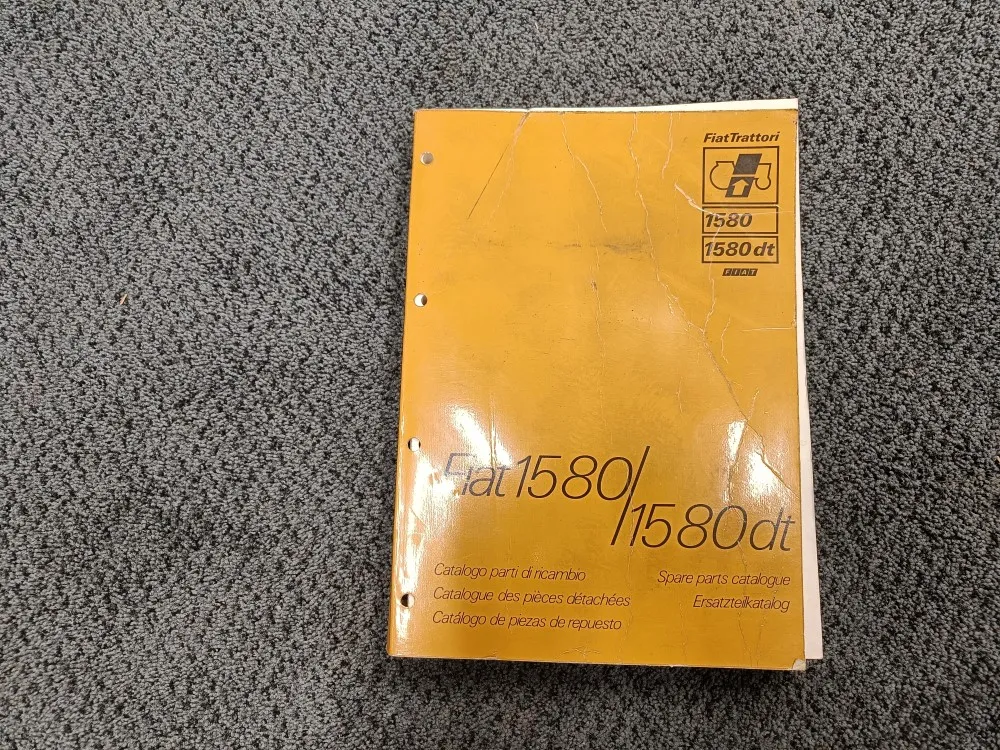 FiatTrattori
1580
1580 dt
FIAT
Fiat 1580/
1580 dt
Catalogo parti di ricambio
Catalogue des pièces détachées
Catálogo de piezas de repuesto
Spare parts catalogue
Ersatzteilkatalog